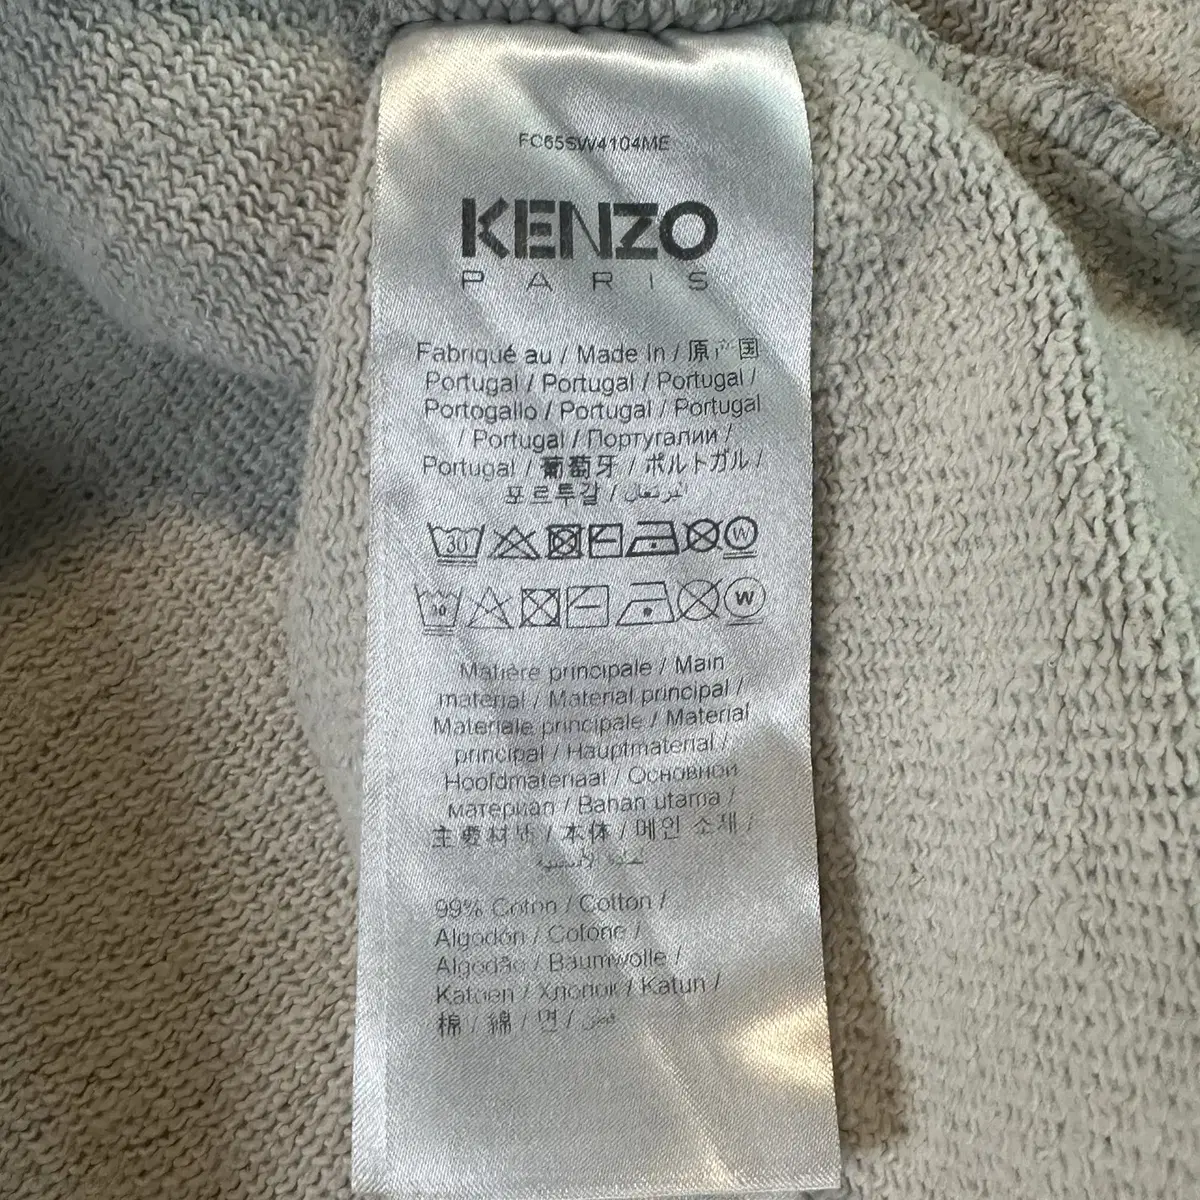 FC65SW4104ME
KENZO
PARIS
Fabriqué au / Made In / 原产国
Portugal / Portugal / Portugal /
Portogallo / Portugal / Portugal
/ Portugal / Португалии /
Portugal / 葡萄牙 / ポルトガル /
포르투갈 /
30 W
30 W
Matière principale / Main
material / Material principal /
Materiale principale / Material
principal / Hauptmaterial /
Hoofdmateriaal / Основной
материал / Bahan utama /
主要材质 / 本体 / 메인 소재 /
99% Coton / Cotton /
Algodón / Cotone /
Algodão / Baumwolle /
Katoen / Хлопок / Katun /
棉 / 綿 / 면 / قطن